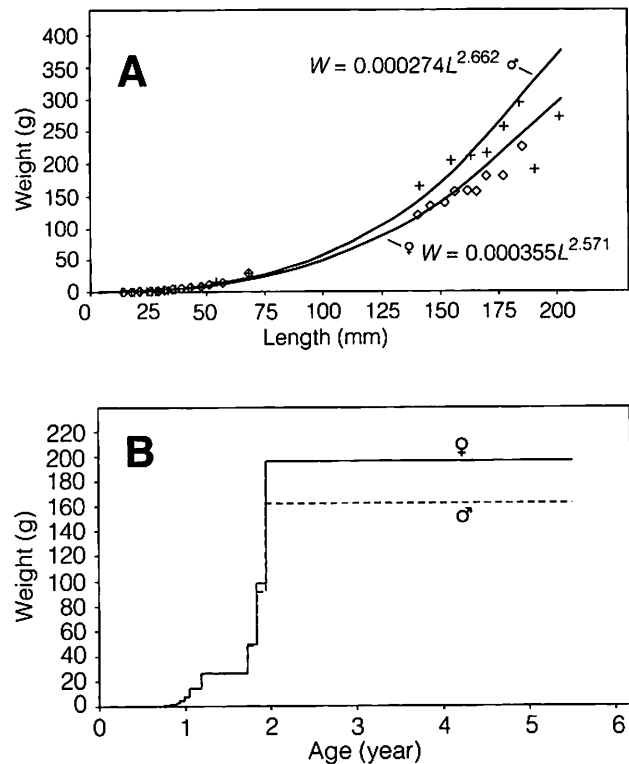 A
W = 0.000274L^2.662 ♂
♀ W = 0.000355L^2.571
Weight (g)
400
350
300
250
200
150
100
50
0
0 25 50 75 100 125 150 175 200
Length (mm)
B
♀
♂
Weight (g)
220
200
180
160
140
120
100
80
60
40
20
0
0 1 2 3 4 5 6
Age (year)